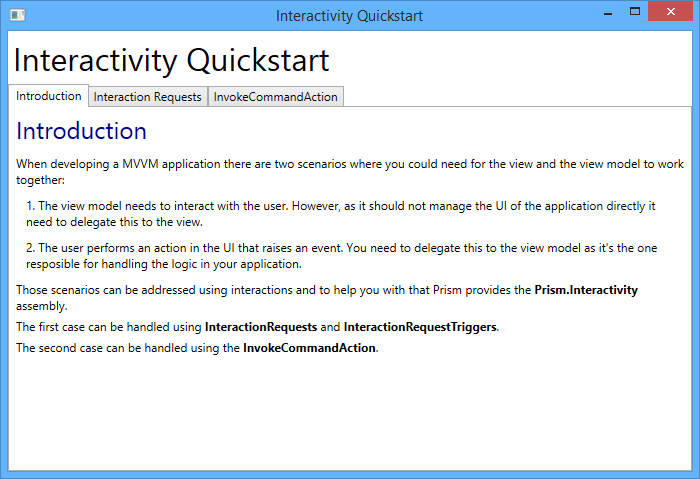 Interactivity Quickstart
Interactivity Quickstart
Introduction
Interaction Requests
InvokeCommandAction
Introduction
When developing a MVVM application there are two scenarios where you could need for the view and the view model to work
together:
1. The view model needs to interact with the user. However, as it should not manage the UI of the application directly it
need to delegate this to the view.
2. The user performs an action in the UI that raises an event. You need to delegate this to the view model as it's the one
resposible for handling the logic in your application.
Those scenarios can be addressed using interactions and to help you with that Prism provides the Prism.Interactivity
assembly.
The first case can be handled using InteractionRequests and InteractionRequestTriggers.
The second case can be handled using the InvokeCommandAction.